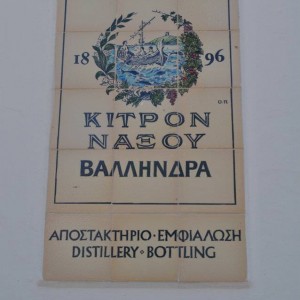 18 96
ΚΙΤΡΟΝ
ΝΑΞΟΥ
ΒΑΛΛΗΝΔΡΑ
ΑΠΟΣΤΑΚΤΗΡΙΟ · ΕΜΦΙΑΛΩΣΗ
DISTILLERY · BOTTLING